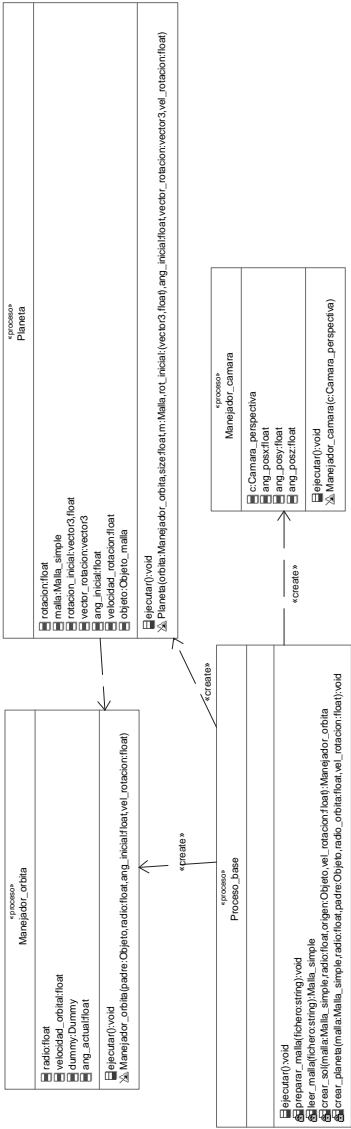 «proceso»
Manejador_orbita
radio:float
velocidad_orbital:float
dummy:Dummy
ang_actual:float
ejecutar():void
Manejador_orbita(padre:Objeto,radio:float,ang_inicial:float,vel_rotacion:float)
«proceso»
Planeta
rotacion:float
malla:Malla_simple
rotacion_inicial:vector3,float
vector_rotacion:vector3
ang_inicial:float
velocidad_rotacion:float
objeto:Objeto_malla
ejecutar():void
Planeta(orbita:Manejador_orbita,size:float,m:Malla,rot_inicial:(vector3,float),ang_inicial:float,vector_rotacion:vector3,vel_rotacion:float)
«create»
«create»
«proceso»
Proceso_base
ejecutar():void
preparar_malla(fichero:string):void
leer_malla(fichero:string):Malla_simple
crear_sol(malla:Malla_simple,radio:float,origen:Objeto,vel_rotacion:float):Manejador_orbita
crear_planeta(malla:Malla_simple,radio:float,padre:Objeto,radio_orbita:float,vel_rotacion:float):void
«create»
«proceso»
Manejador_camara
c:Camara_perspectiva
ang_posx:float
ang_posy:float
ang_posz:float
ejecutar():void
Manejador_camara(c:Camara_perspectiva)